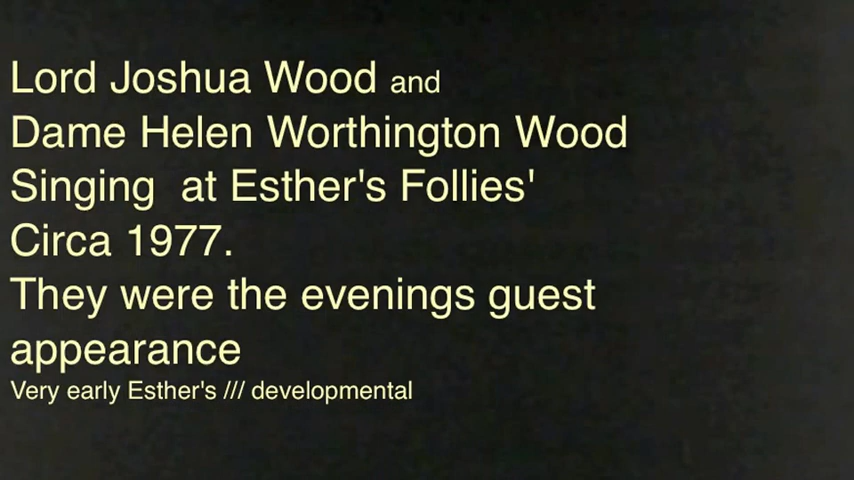 Lord Joshua Wood and
Dame Helen Worthington Wood
Singing  at Esther's Follies'
Circa 1977.
They were the evenings guest
appearance
Very early Esther's /// developmental